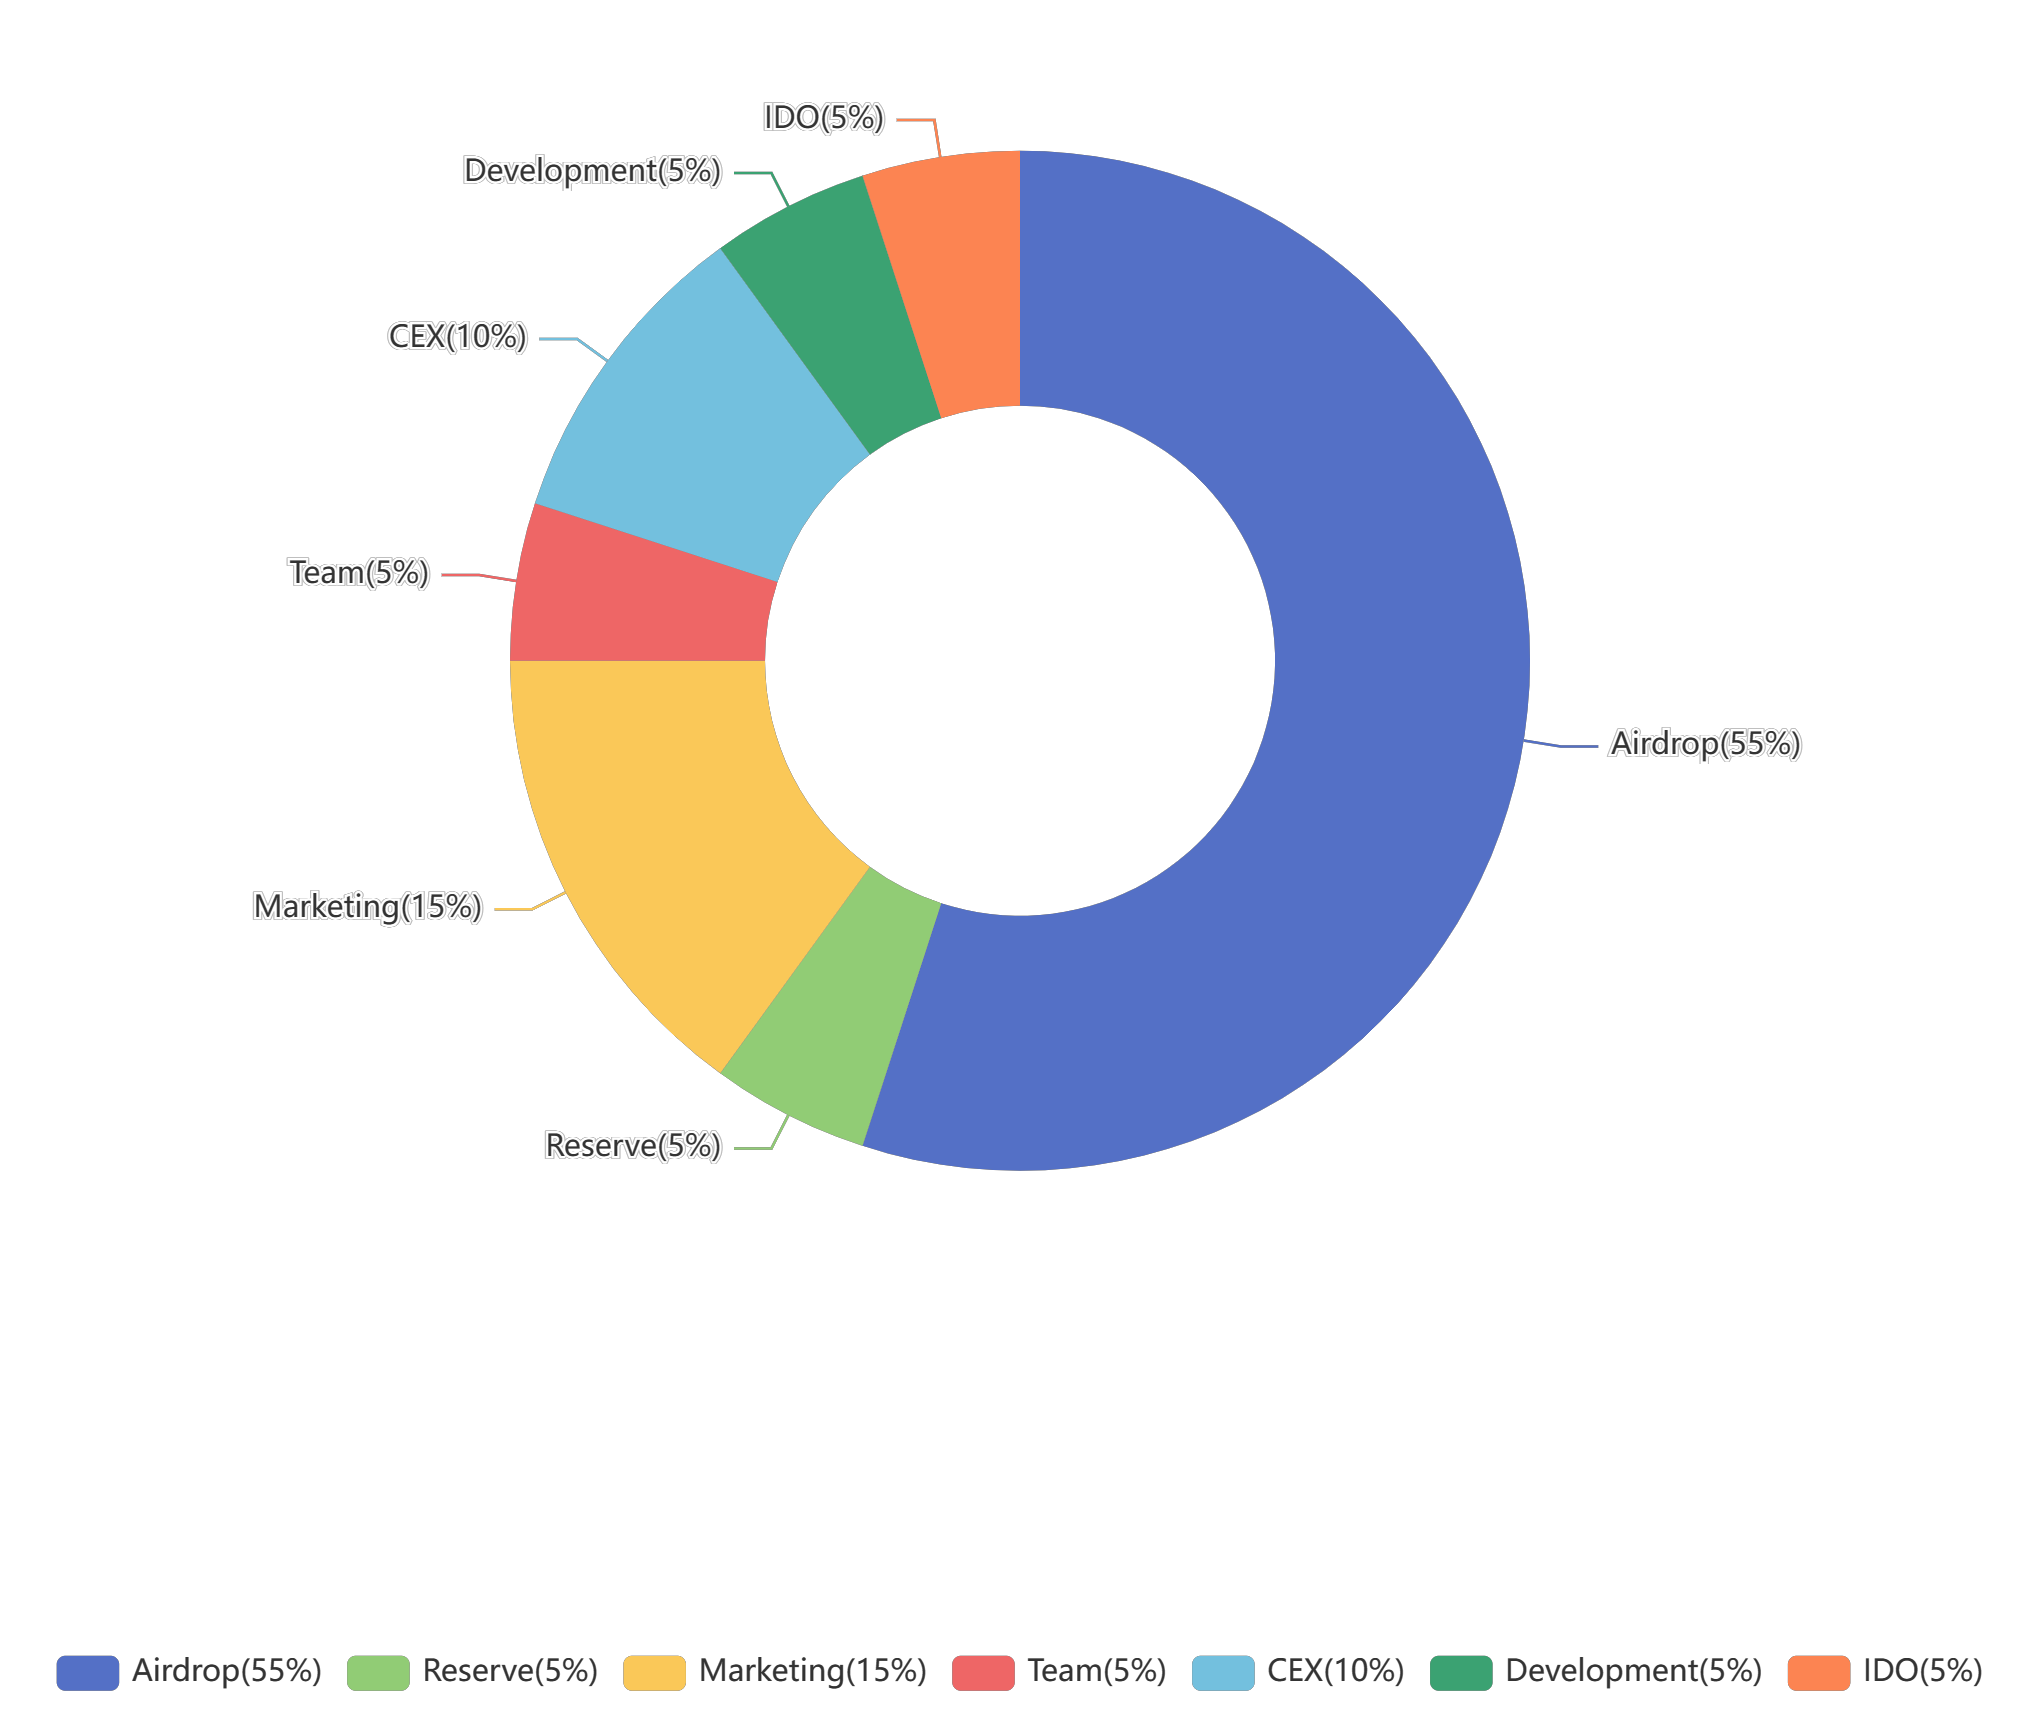 IDO(5%)
Development(5%)
CEX(10%)
Team(5%)
Airdrop(55%)
Marketing(15%)
Reserve(5%)
Airdrop(55%) Reserve(5%) Marketing(15%) Team(5%) CEX(10%) Development(5%) IDO(5%)